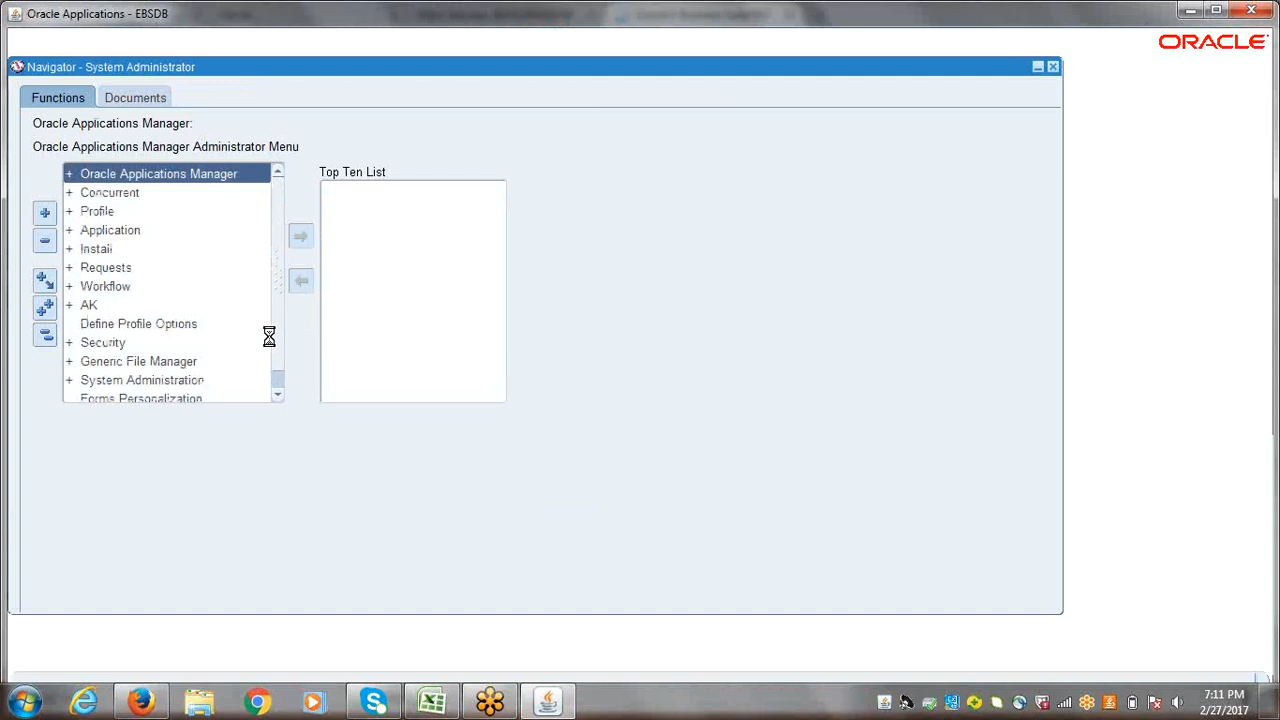 Oracle Applications - EBSDB
ORACLE
Navigator - System Administrator
Functions
Documents
Oracle Applications Manager:
Oracle Applications Manager Administrator Menu
Top Ten List
+ Oracle Applications Manager
+ Concurrent
+ Profile
+ Application
+ Install
+ Requests
+ Workflow
+ AK
Define Profile Options
+ Security
+ Generic File Manager
+ System Administration
Forms Personalization
7:11 PM
2/27/2017